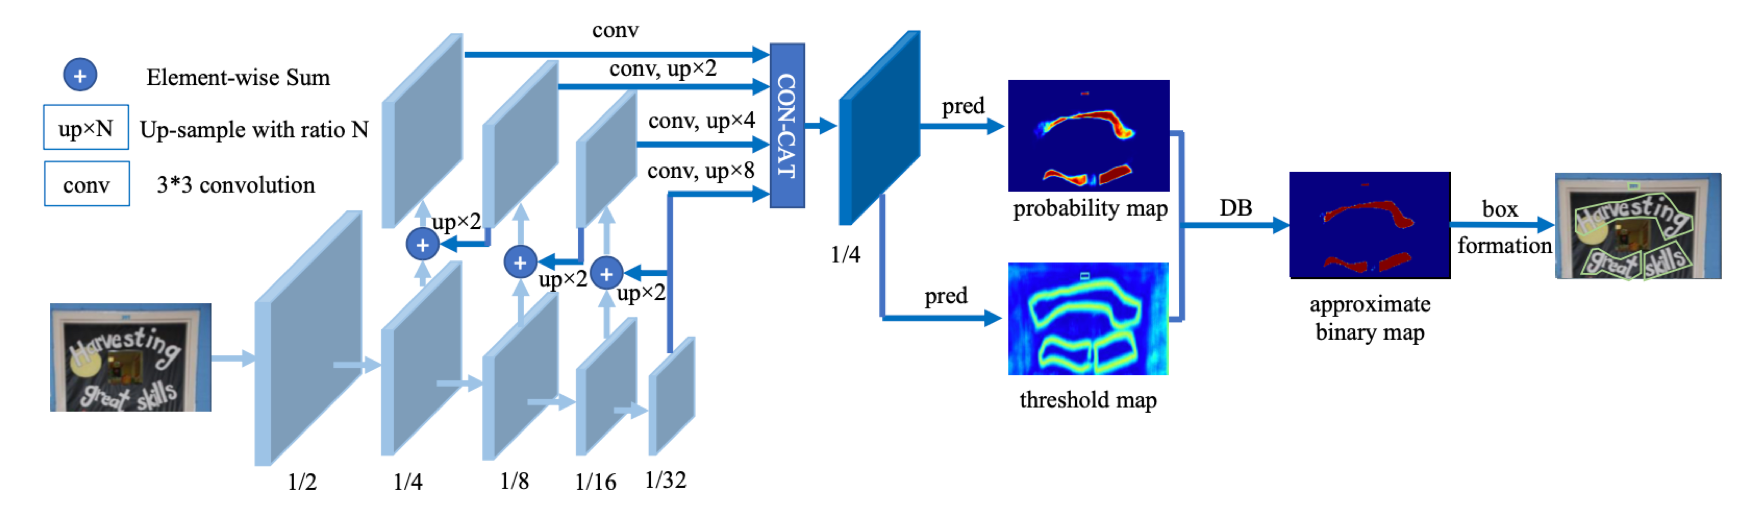 Element-wise Sum
up×N Up-sample with ratio N
conv 3*3 convolution
conv
conv, up×2
conv, up×4
conv, up×8
CON-CAT
up×2
up×2
up×2
1/2
1/4
1/8
1/16
1/32
1/4
pred
probability map
pred
threshold map
DB
approximate
binary map
box
formation
Harvesting
great skills
Harvesting
great skills